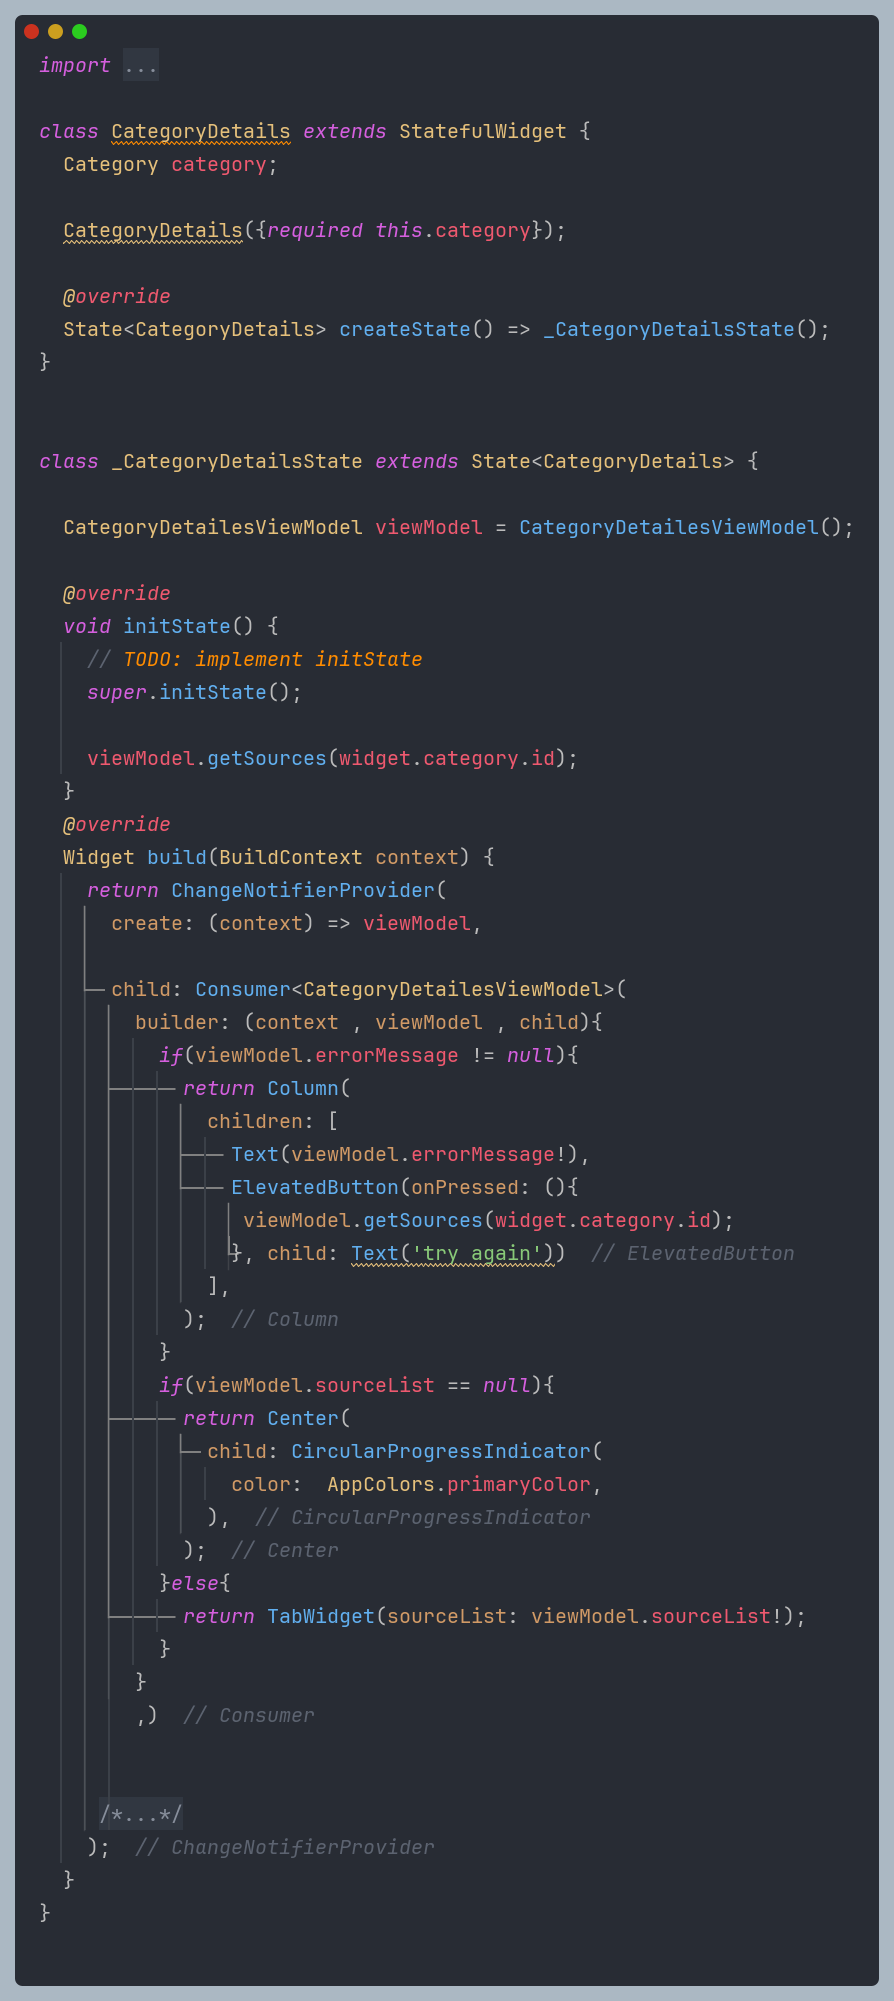 import ...
class CategoryDetails extends StatefulWidget {
Category category;
CategoryDetails({required this.category});
@override
State<CategoryDetails> createState() => _CategoryDetailsState();
}
class _CategoryDetailsState extends State<CategoryDetails> {
CategoryDetailesViewModel viewModel = CategoryDetailesViewModel();
@override
void initState() {
// TODO: implement initState
super.initState();
viewModel.getSources(widget.category.id);
}
@override
Widget build(BuildContext context) {
return ChangeNotifierProvider(
create: (context) => viewModel,
child: Consumer<CategoryDetailesViewModel>(
builder: (context , viewModel , child){
if(viewModel.errorMessage != null){
return Column(
children: [
Text(viewModel.errorMessage!),
ElevatedButton(onPressed: (){
viewModel.getSources(widget.category.id);
}, child: Text('try again'))  // ElevatedButton
],
);  // Column
}
if(viewModel.sourceList == null){
return Center(
child: CircularProgressIndicator(
color:  AppColors.primaryColor,
),  // CircularProgressIndicator
);  // Center
}else{
return TabWidget(sourceList: viewModel.sourceList!);
}
}
,)  // Consumer
/*...*/
);  // ChangeNotifierProvider
}
}